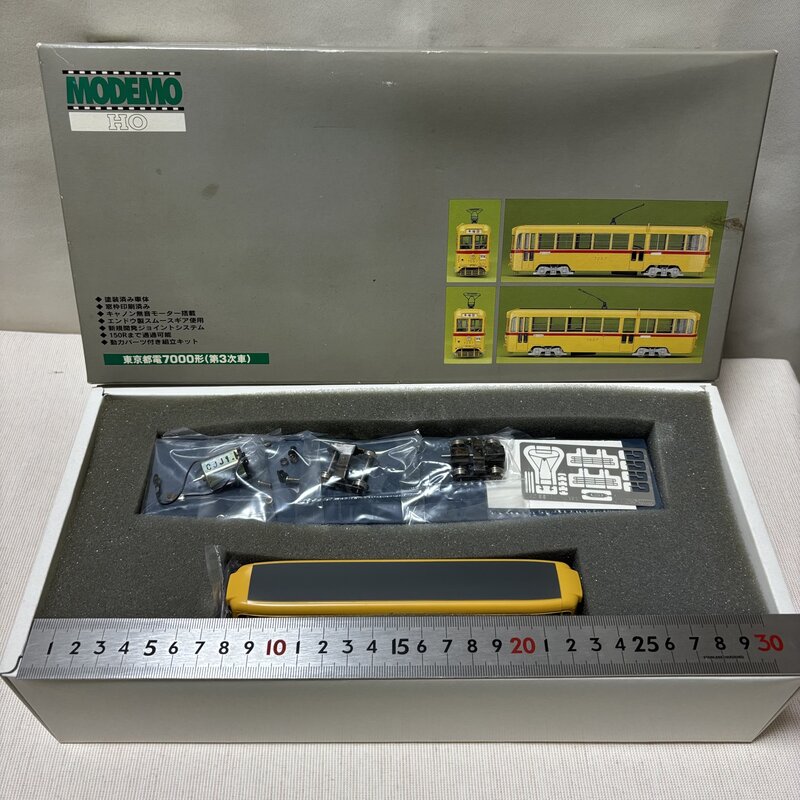 MODEMO
HO
◆塗装済み車体
◆窓枠印刷済み
◆キャノン無音モーター搭載
◆エンドウ製スムースギア使用
◆新規開発ジョイントシステム
◆150Rまで通過可能
◆動力パーツ付き組立キット
東京都電7000形(第3次車)
1 2 3 4 5 6 7 8 9 10 1 2 3 4 15 6 7 8 9 20 1 2 3 4 25 6 7 8 9 30